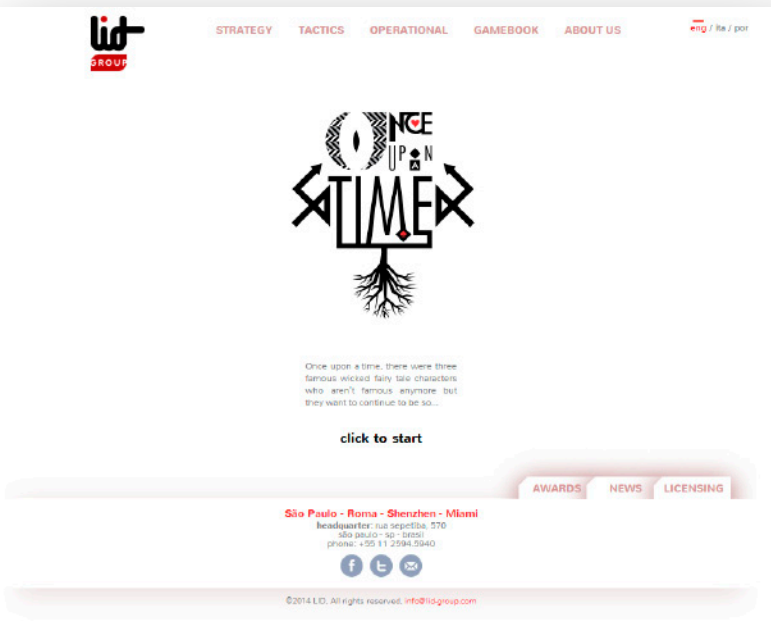 lid
GROUP
STRATEGY TACTICS OPERATIONAL GAMEBOOK ABOUT US
eng / ita / por
ONCE
UPON
A
TIME
Once upon a time, there were three
famous wicked fairy tale characters
who aren't famous anymore but
they want to continue to be so...
click to start
AWARDS NEWS LICENSING
São Paulo - Roma - Shenzhen - Miami
headquarter: rua sepetiba, 570
são paulo - sp - brasil
phone: +55 11 2594.5940
©2014 LID. All rights reserved. info@lid-group.com